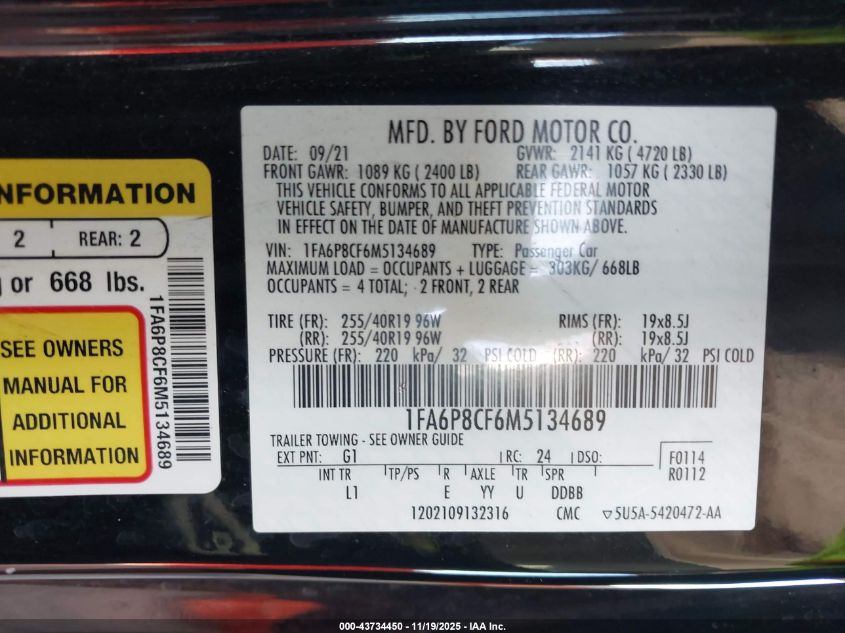 NFORMATION
2 REAR: 2
or 668 lbs.
SEE OWNERS
MANUAL FOR
ADDITIONAL
INFORMATION
1FA6P8CF6M5134689
MFD. BY FORD MOTOR CO.
DATE: 09/21 GVWR: 2141 KG ( 4720 LB)
FRONT GAWR: 1089 KG ( 2400 LB) REAR GAWR: 1057 KG ( 2330 LB)
THIS VEHICLE CONFORMS TO ALL APPLICABLE FEDERAL MOTOR
VEHICLE SAFETY, BUMPER, AND THEFT PREVENTION STANDARDS
IN EFFECT ON THE DATE OF MANUFACTURE SHOWN ABOVE.
VIN: 1FA6P8CF6M5134689 TYPE: Passenger Car
MAXIMUM LOAD = OCCUPANTS + LUGGAGE = 303KG/ 668LB
OCCUPANTS = 4 TOTAL; 2 FRONT, 2 REAR
TIRE (FR): 255/40R19 96W RIMS (FR): 19x8.5J
(RR): 255/40R19 96W (RR): 19x8.5J
PRESSURE (FR): 220 kPa/ 32 PSI COLD (RR): 220 kPa/ 32 PSI COLD
1FA6P8CF6M5134689
TRAILER TOWING - SEE OWNER GUIDE
EXT PNT: G1 RC: 24 DSO: F0114
R0112
INT TR TP/PS R AXLE TR SPR
L1 E YY U DDBB
1202109132316 CMC ▽5U5A-5420472-AA
000-43734450 - 11/19/2025 - IAA Inc.